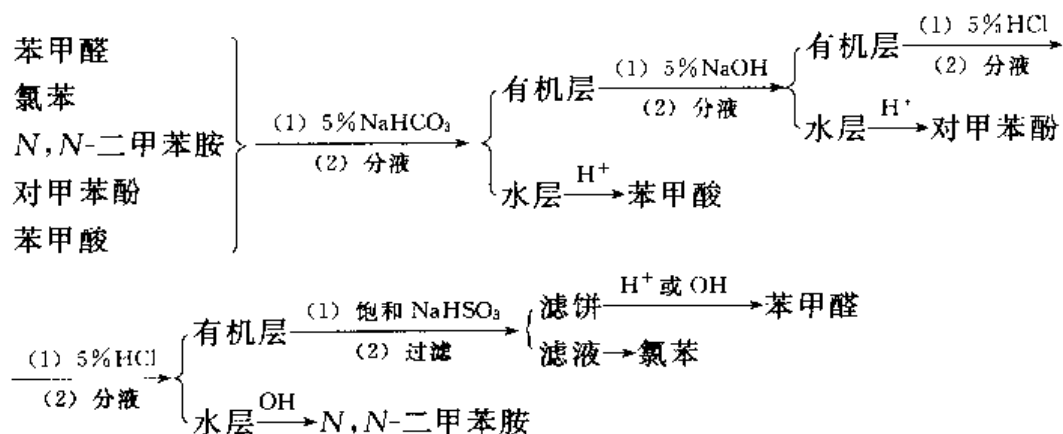 苯甲醛
氯苯
N,N-二甲苯胺
对甲苯酚
苯甲酸
(1) 5%NaHCO₃
(2) 分液
有机层
(1) 5%NaOH
(2) 分液
有机层
(1) 5%HCl
(2) 分液
水层 H⁺ 对甲苯酚
水层 H⁺ 苯甲酸
(1) 5%HCl
(2) 分液
有机层
(1) 饱和 NaHSO₃
(2) 过滤
滤饼 H⁺或 OH 苯甲醛
滤液 → 氯苯
水层 OH N,N-二甲苯胺